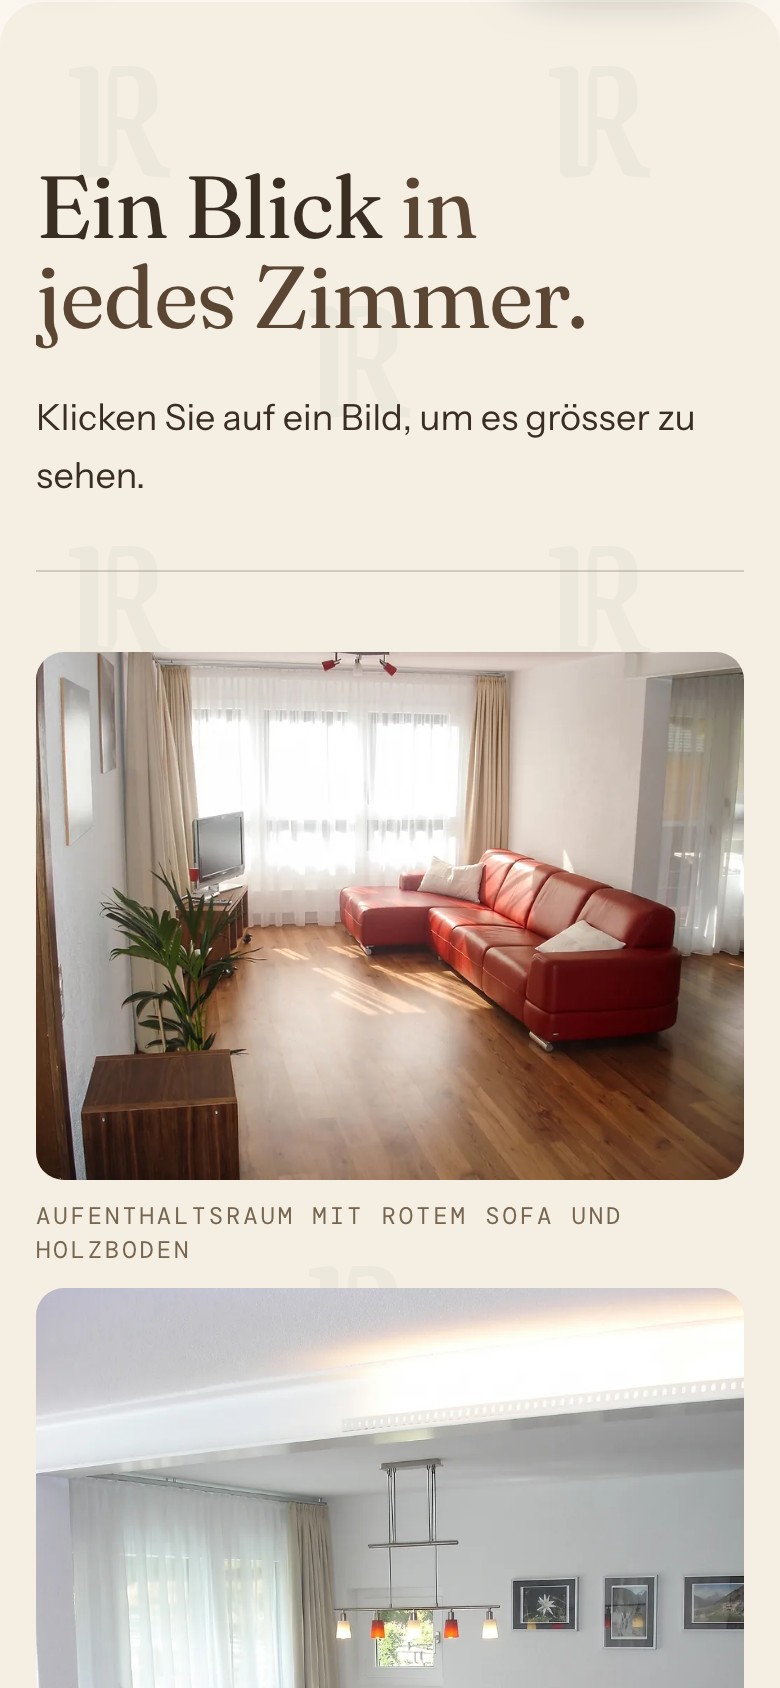 Ein Blick in
jedes Zimmer.
Klicken Sie auf ein Bild, um es grösser zu
sehen.
AUFENTHALTSRAUM MIT ROTEM SOFA UND
HOLZBODEN